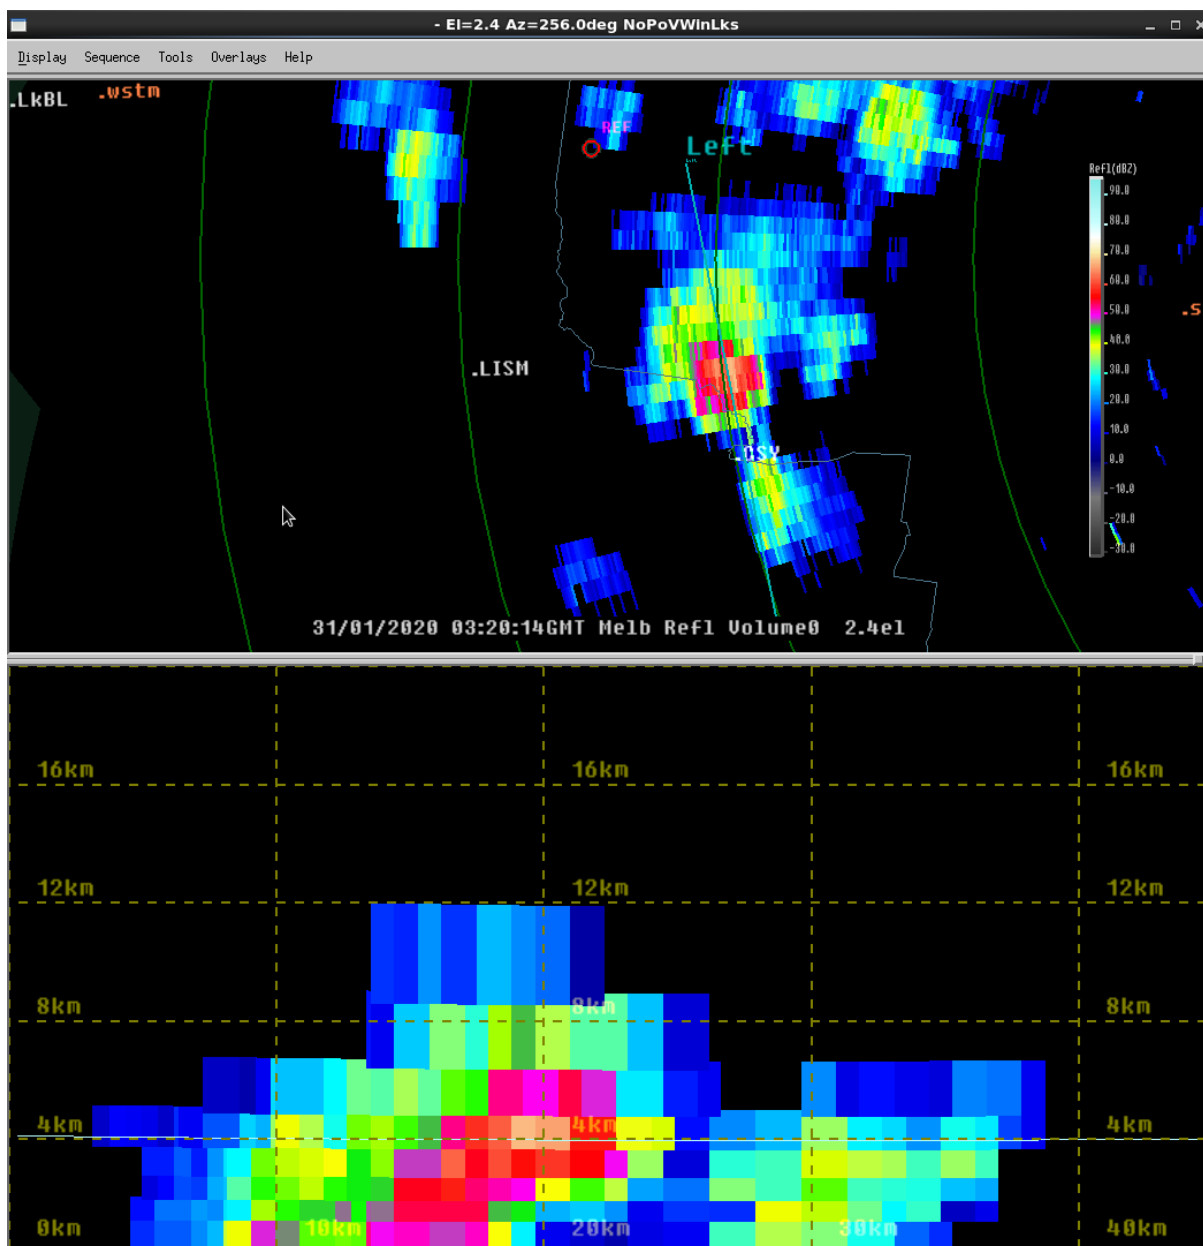 - El=2.4 Az=256.0deg NoPoVWinLks
Display Sequence Tools Overlays Help
.LkBL
.wstm
REF
Left
Refl(dBZ)
90.0
80.0
70.0
60.0
50.0
40.0
30.0
20.0
10.0
0.0
-10.0
-20.0
-30.0
.s
.LISM
.QSY
31/01/2020 03:20:14GMT Melb Refl Volume0 2.4el
16km 16km 16km
12km 12km 12km
8km 8km 8km
4km 4km 4km
0km 10km 20km 30km 40km